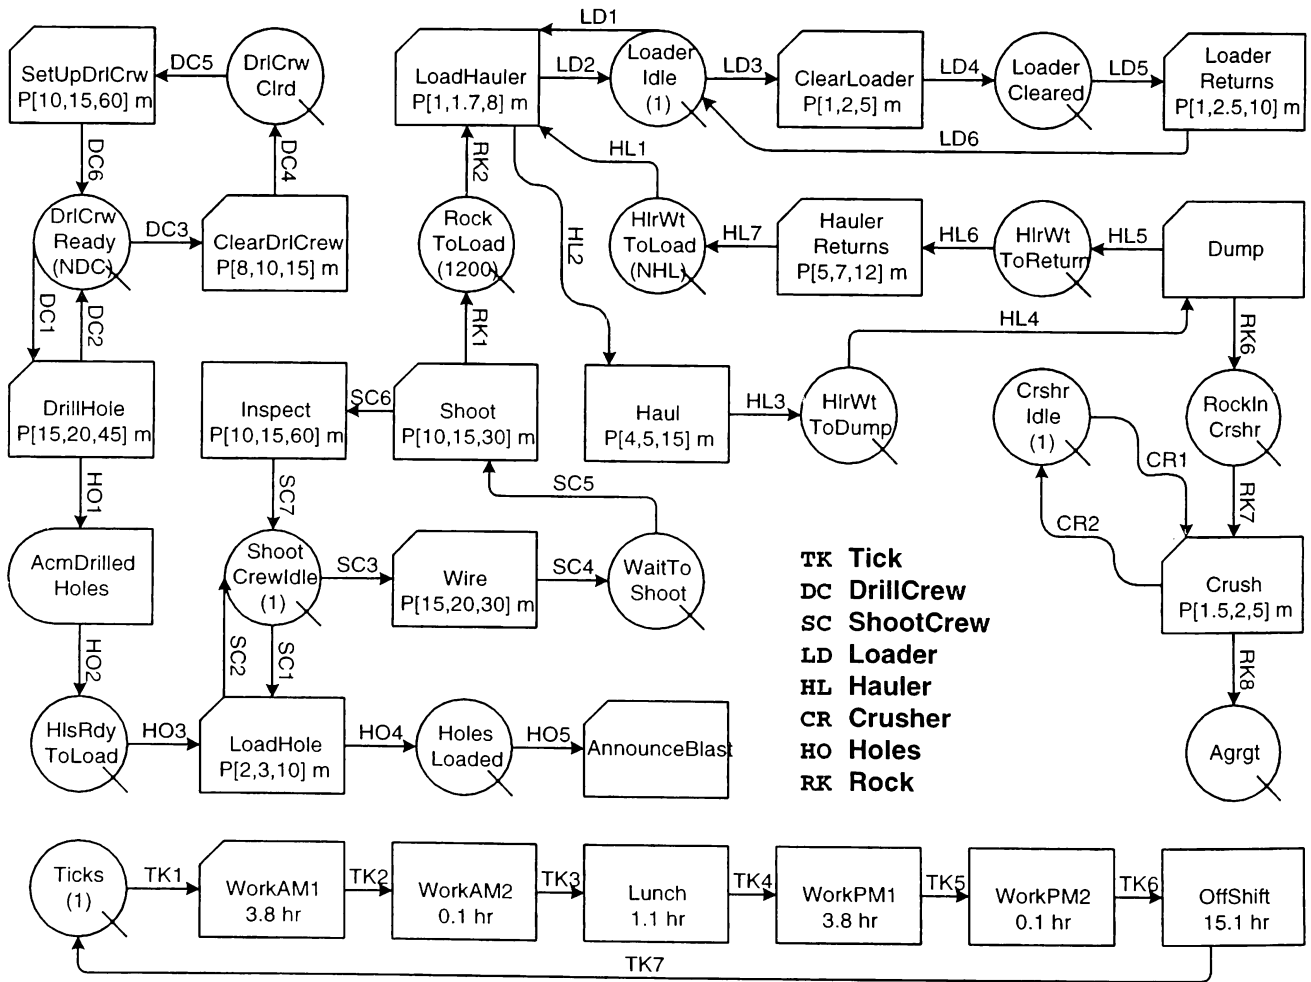 LD1
SetUpDrlCrw
P[10,15,60] m
DC5
DrlCrw
Clrd
LoadHauler
P[1,1.7,8] m
LD2
Loader
Idle
(1)
LD3
ClearLoader
P[1,2,5] m
LD4
Loader
Cleared
LD5
Loader
Returns
P[1,2.5,10] m
LD6
DC6
DC4
RK2
HL1
DrlCrw
Ready
(NDC)
DC3
ClearDrlCrew
P[8,10,15] m
Rock
ToLoad
(1200)
HL2
HlrWt
ToLoad
(NHL)
HL7
Hauler
Returns
P[5,7,12] m
HL6
HlrWt
ToReturn
HL5
Dump
DC1
DC2
RK1
HL4
RK6
DrillHole
P[15,20,45] m
Inspect
P[10,15,60] m
SC6
Shoot
P[10,15,30] m
Haul
P[4,5,15] m
HL3
HlrWt
ToDump
Crshr
Idle
(1)
CR1
RockIn
Crshr
HO1
SC7
SC5
CR2
RK7
AcmDrilled
Holes
Shoot
CrewIdle
(1)
SC3
Wire
P[15,20,30] m
SC4
WaitTo
Shoot
Crush
P[1.5,2,5] m
TK Tick
DC DrillCrew
SC ShootCrew
LD Loader
HL Hauler
CR Crusher
HO Holes
RK Rock
HO2
SC2
SC1
RK8
HlsRdy
ToLoad
HO3
LoadHole
P[2,3,10] m
HO4
Holes
Loaded
HO5
AnnounceBlast
Agrgt
Ticks
(1)
TK1
WorkAM1
3.8 hr
TK2
WorkAM2
0.1 hr
TK3
Lunch
1.1 hr
TK4
WorkPM1
3.8 hr
TK5
WorkPM2
0.1 hr
TK6
OffShift
15.1 hr
TK7